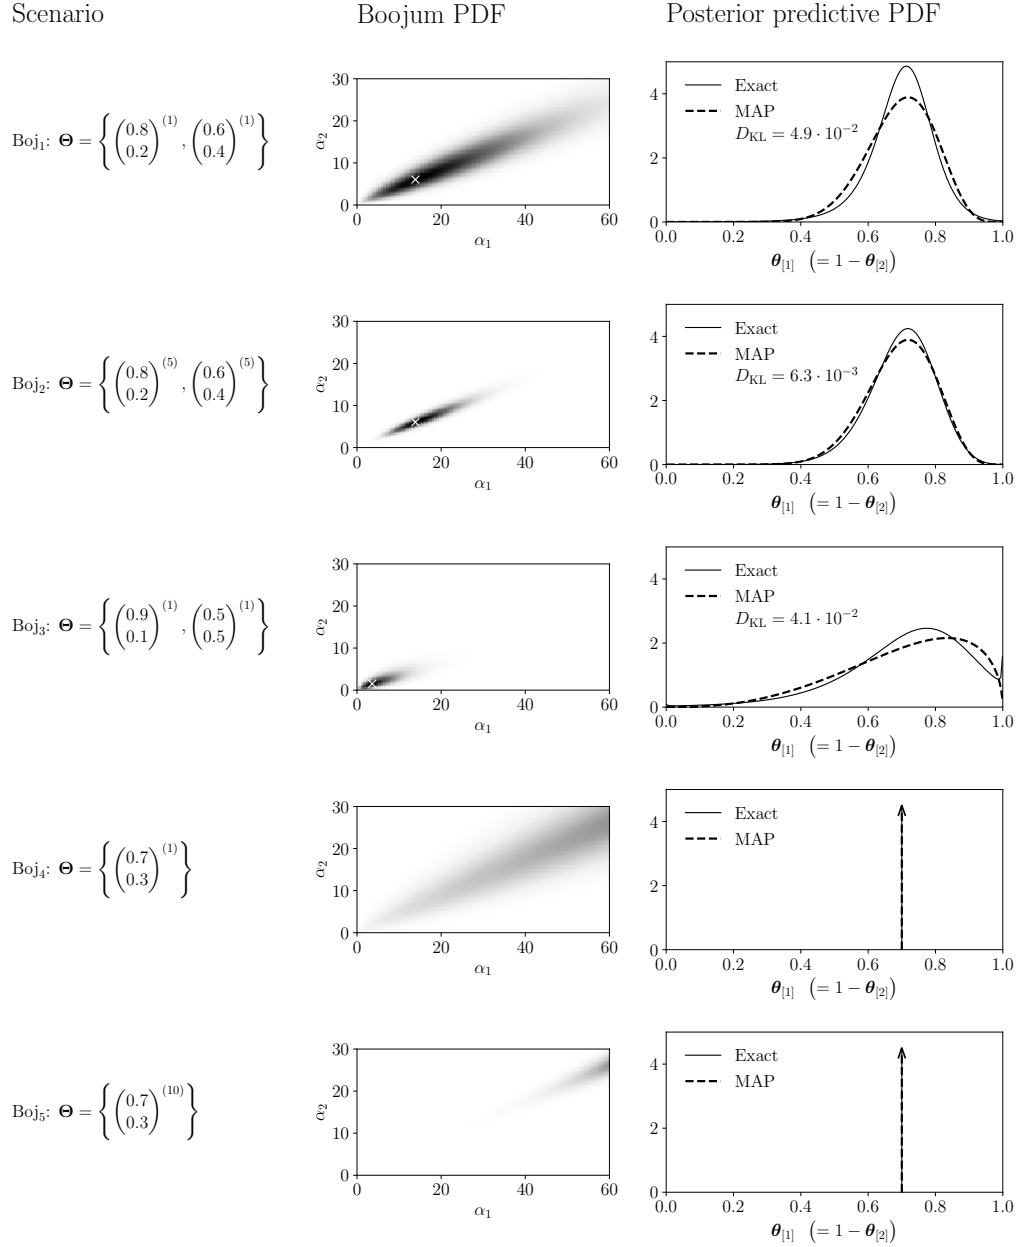 Scenario Boojum PDF Posterior predictive PDF
Boj₁: Θ = { (0.8 0.2)⁽¹⁾, (0.6 0.4)⁽¹⁾ }
30
20
10
0
α₂
0 20 40 60
α₁
4
2
0
Exact
MAP
D_KL = 4.9 · 10⁻²
0.0 0.2 0.4 0.6 0.8 1.0
θ[1] (= 1 − θ[2])
Boj₂: Θ = { (0.8 0.2)⁽⁵⁾, (0.6 0.4)⁽⁵⁾ }
30
20
10
0
α₂
0 20 40 60
α₁
4
2
0
Exact
MAP
D_KL = 6.3 · 10⁻³
0.0 0.2 0.4 0.6 0.8 1.0
θ[1] (= 1 − θ[2])
Boj₃: Θ = { (0.9 0.1)⁽¹⁾, (0.5 0.5)⁽¹⁾ }
30
20
10
0
α₂
0 20 40 60
α₁
4
2
0
Exact
MAP
D_KL = 4.1 · 10⁻²
0.0 0.2 0.4 0.6 0.8 1.0
θ[1] (= 1 − θ[2])
Boj₄: Θ = { (0.7 0.3)⁽¹⁾ }
30
20
10
0
α₂
0 20 40 60
α₁
4
2
0
Exact
MAP
0.0 0.2 0.4 0.6 0.8 1.0
θ[1] (= 1 − θ[2])
Boj₅: Θ = { (0.7 0.3)⁽¹⁰⁾ }
30
20
10
0
α₂
0 20 40 60
α₁
4
2
0
Exact
MAP
0.0 0.2 0.4 0.6 0.8 1.0
θ[1] (= 1 − θ[2])